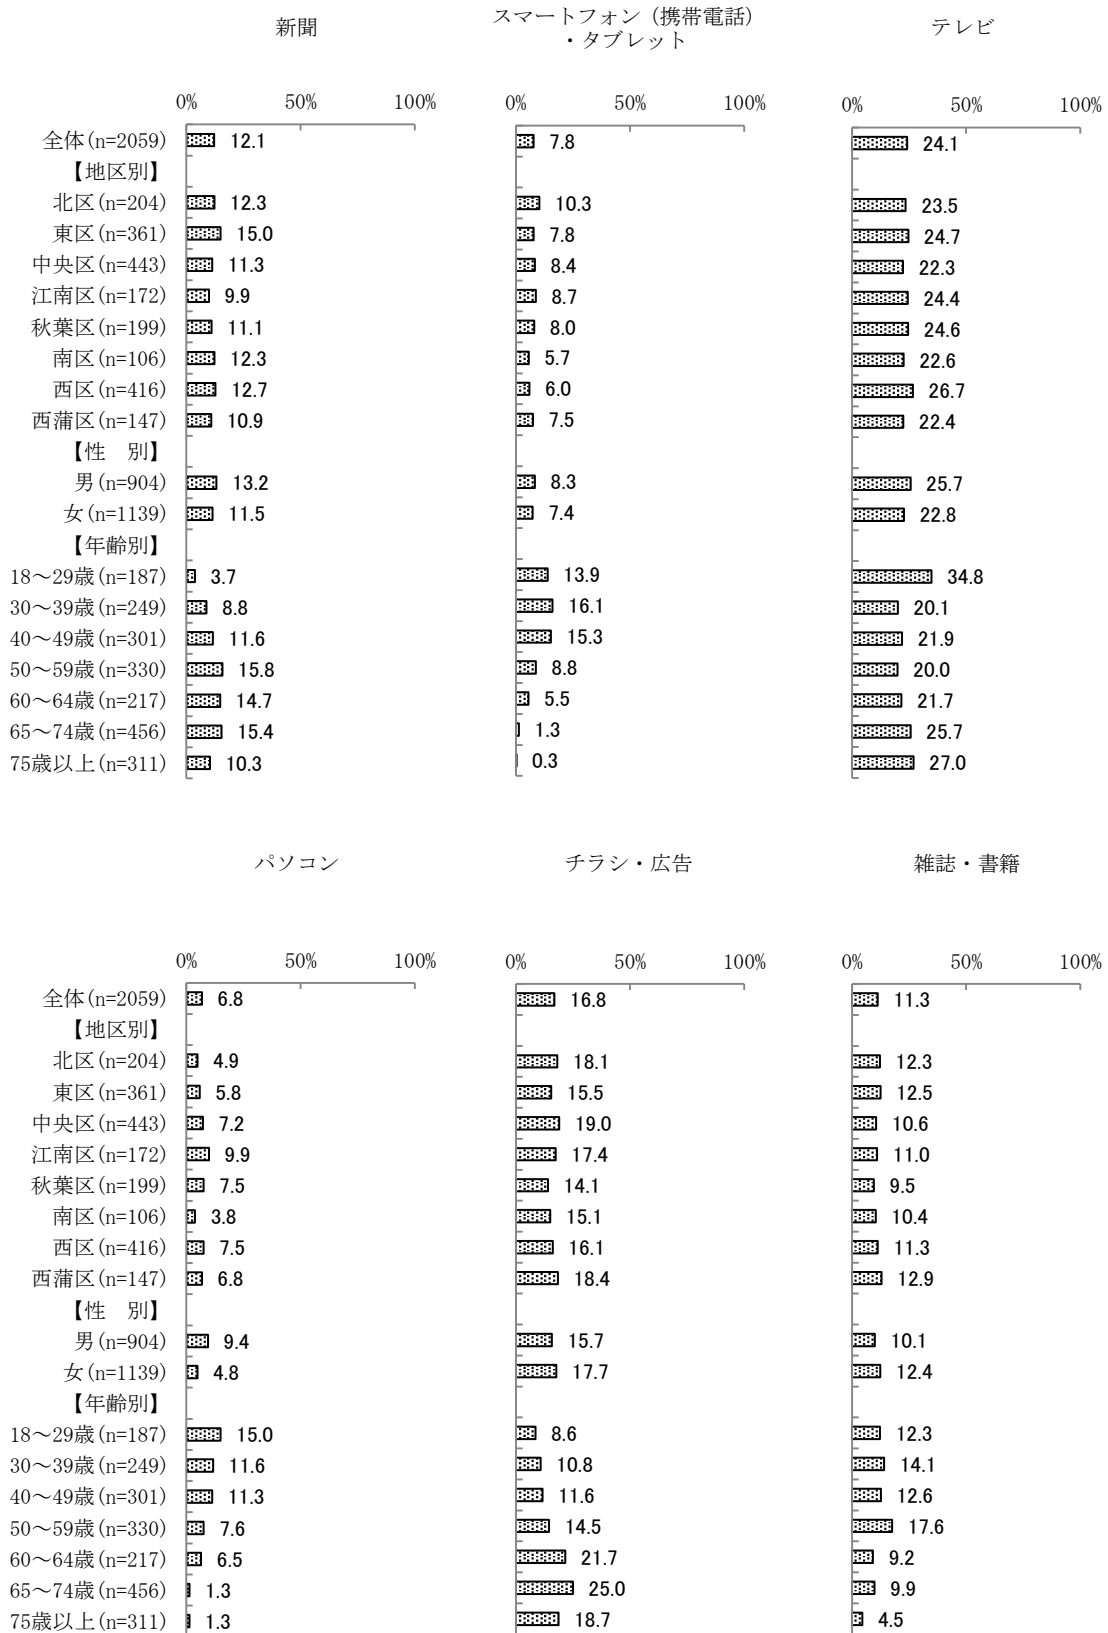 新聞
スマートフォン（携帯電話）
・タブレット
テレビ
0% 50% 100% 0% 50% 100% 0% 50% 100%
全体(n=2059) 12.1 7.8 24.1
【地区別】
北区(n=204) 12.3 10.3 23.5
東区(n=361) 15.0 7.8 24.7
中央区(n=443) 11.3 8.4 22.3
江南区(n=172) 9.9 8.7 24.4
秋葉区(n=199) 11.1 8.0 24.6
南区(n=106) 12.3 5.7 22.6
西区(n=416) 12.7 6.0 26.7
西蒲区(n=147) 10.9 7.5 22.4
【性　別】
男(n=904) 13.2 8.3 25.7
女(n=1139) 11.5 7.4 22.8
【年齢別】
18～29歳(n=187) 3.7 13.9 34.8
30～39歳(n=249) 8.8 16.1 20.1
40～49歳(n=301) 11.6 15.3 21.9
50～59歳(n=330) 15.8 8.8 20.0
60～64歳(n=217) 14.7 5.5 21.7
65～74歳(n=456) 15.4 1.3 25.7
75歳以上(n=311) 10.3 0.3 27.0
パソコン チラシ・広告 雑誌・書籍
0% 50% 100% 0% 50% 100% 0% 50% 100%
全体(n=2059) 6.8 16.8 11.3
【地区別】
北区(n=204) 4.9 18.1 12.3
東区(n=361) 5.8 15.5 12.5
中央区(n=443) 7.2 19.0 10.6
江南区(n=172) 9.9 17.4 11.0
秋葉区(n=199) 7.5 14.1 9.5
南区(n=106) 3.8 15.1 10.4
西区(n=416) 7.5 16.1 11.3
西蒲区(n=147) 6.8 18.4 12.9
【性　別】
男(n=904) 9.4 15.7 10.1
女(n=1139) 4.8 17.7 12.4
【年齢別】
18～29歳(n=187) 15.0 8.6 12.3
30～39歳(n=249) 11.6 10.8 14.1
40～49歳(n=301) 11.3 11.6 12.6
50～59歳(n=330) 7.6 14.5 17.6
60～64歳(n=217) 6.5 21.7 9.2
65～74歳(n=456) 1.3 25.0 9.9
75歳以上(n=311) 1.3 18.7 4.5